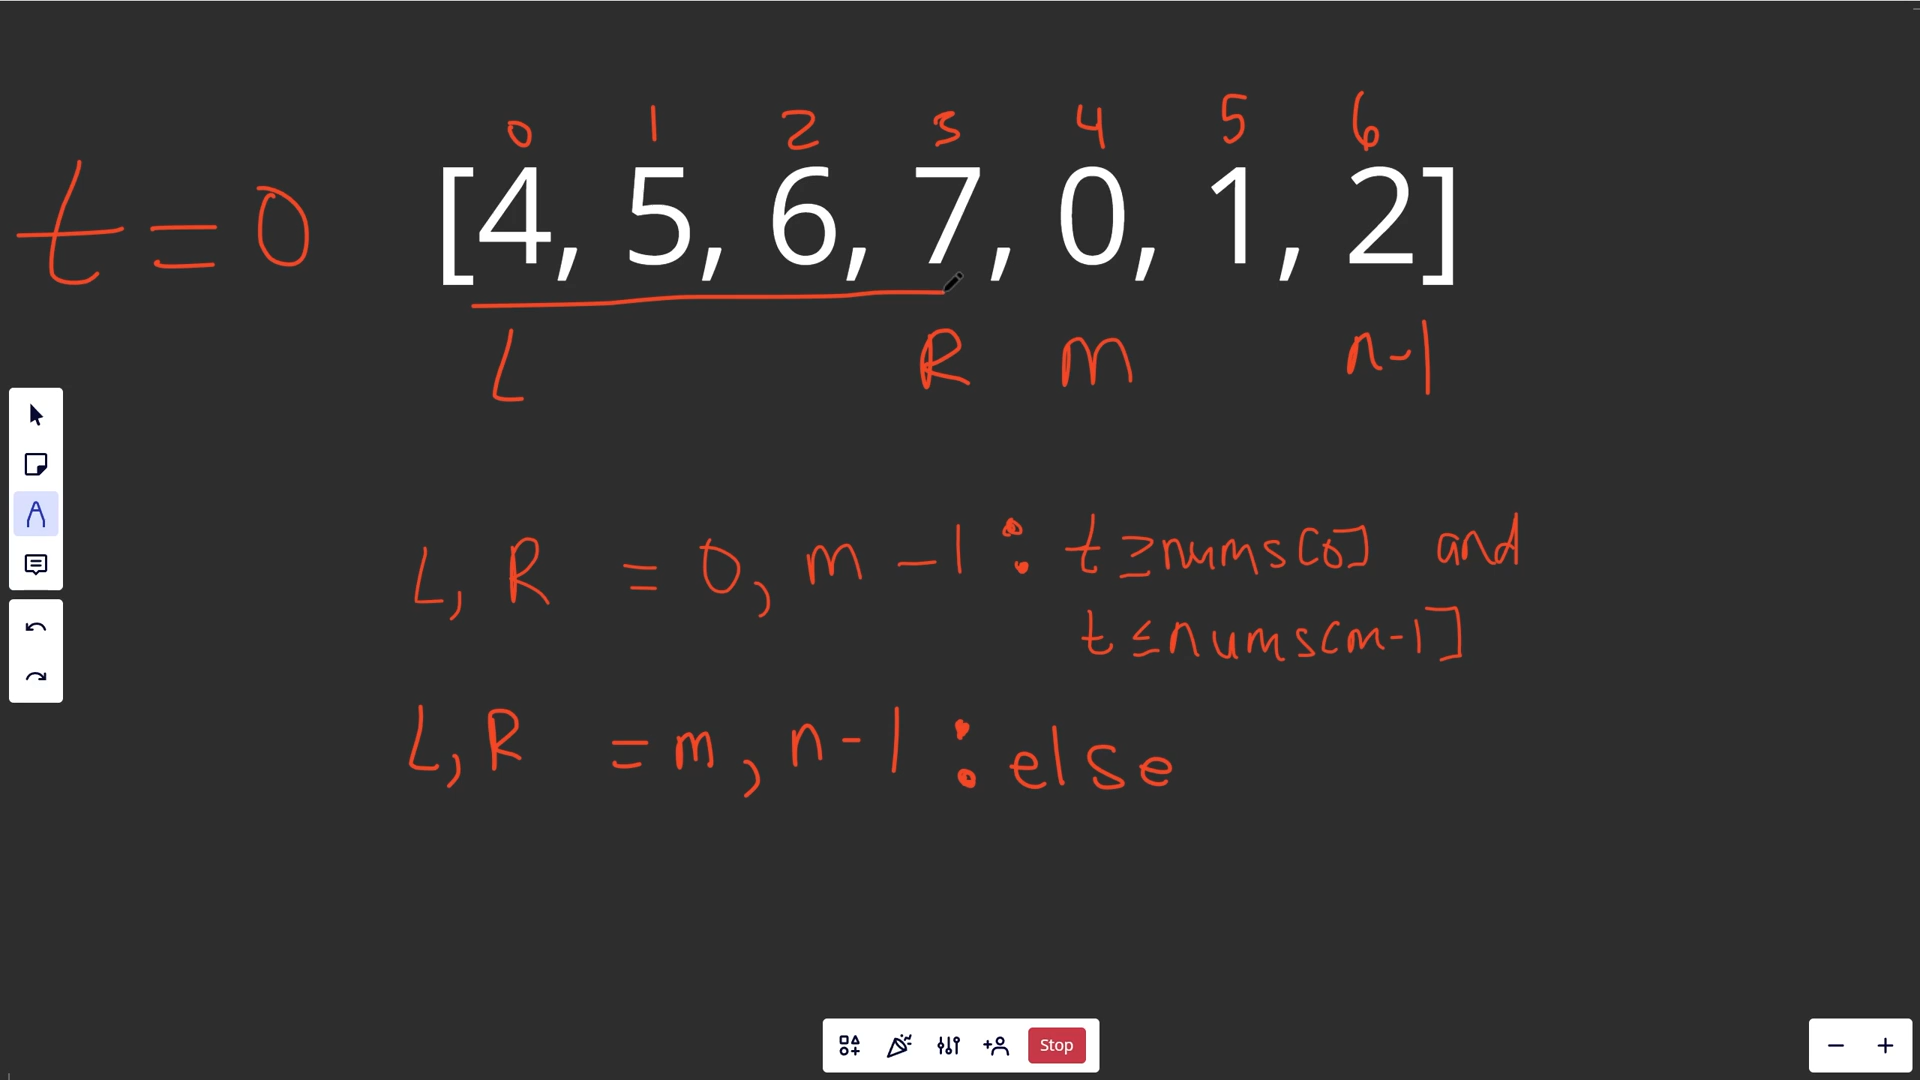 0 1 2 3 4 5 6
t=0 [4, 5, 6, 7, 0, 1, 2]
L R m n-1
L, R = 0, m-1 : t ≥ nums[0] and
t ≤ nums[m-1]
L, R = m, n-1 : else
Stop